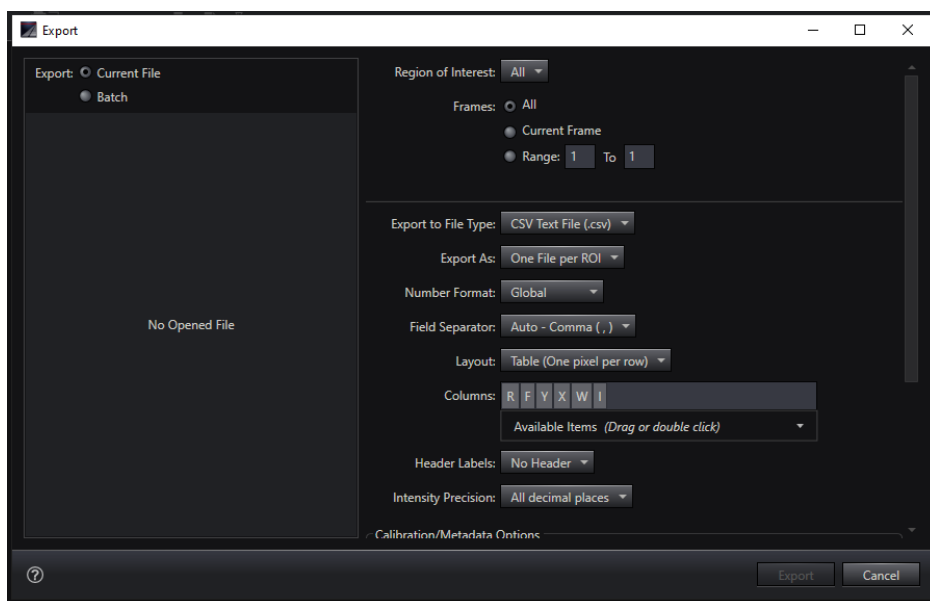 Export
Export: Current File
Batch
No Opened File
Region of Interest: All
Frames: All
Current Frame
Range: 1 To 1
Export to File Type: CSV Text File (.csv)
Export As: One File per ROI
Number Format: Global
Field Separator: Auto - Comma ( , )
Layout: Table (One pixel per row)
Columns: R F Y X W I
Available Items (Drag or double click)
Header Labels: No Header
Intensity Precision: All decimal places
Calibration/Metadata Options
Export Cancel